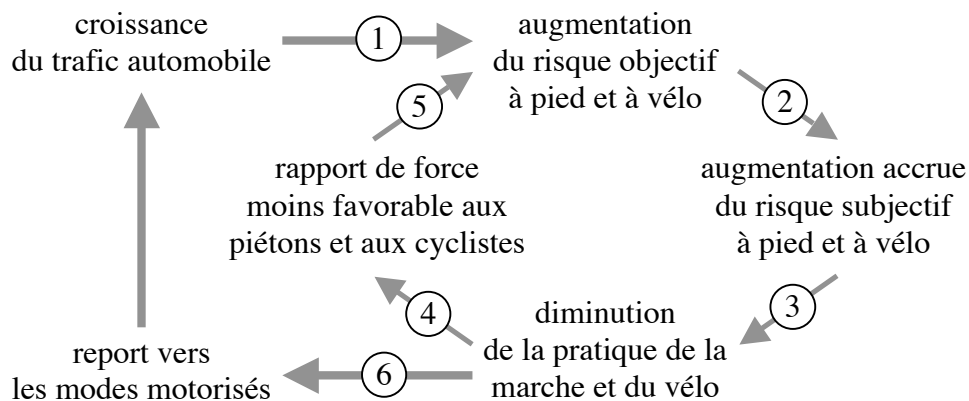 croissance
du trafic automobile
1
augmentation
du risque objectif
à pied et à vélo
2
augmentation accrue
du risque subjectif
à pied et à vélo
3
diminution
de la pratique de la
marche et du vélo
4
rapport de force
moins favorable aux
piétons et aux cyclistes
5
6
report vers
les modes motorisés